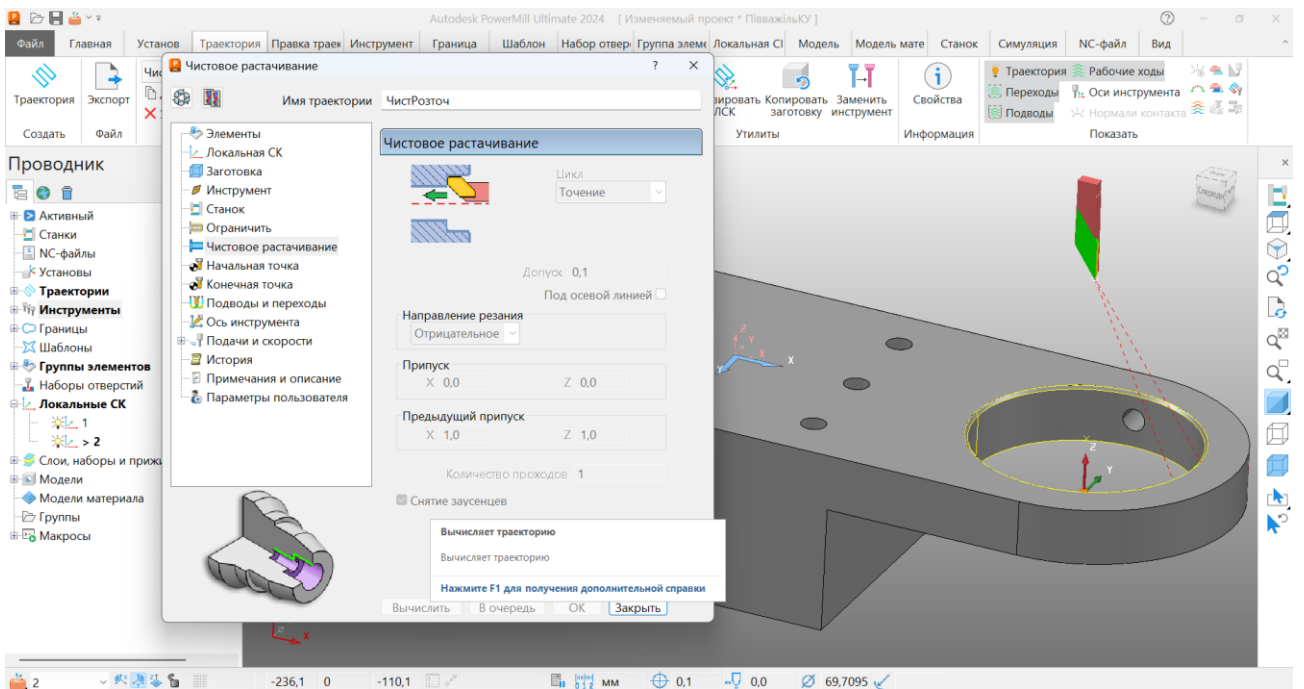 Autodesk PowerMill Ultimate 2024 [ Изменяемый проект * ПівважільКУ ]
Файл Главная Установ Траектория Правка траек Инструмент Граница Шаблон Набор отвер Группа элеме Локальная СІ Модель Модель мате Станок Симуляция NC-файл Вид
Траектория Экспорт
Создать Файл
Чис
Копировать заготовку
Заменить инструмент
Свойства
Траектория Рабочие ходы
Переходы Оси инструмента
Подводы Нормали контакта
ЛСК
Утилиты Информация Показать
Проводник
Активный
Станки
NC-файлы
Установы
Траектории
Инструменты
Границы
Шаблоны
Группы элементов
Наборы отверстий
Локальные СК
1
> 2
Слои, наборы и прижи
Модели
Модели материала
Группы
Макросы
Чистовое растачивание ? ×
Имя траектории ЧистРозточ
Элементы
Локальная СК
Заготовка
Инструмент
Станок
Ограничить
Чистовое растачивание
Начальная точка
Конечная точка
Подводы и переходы
Ось инструмента
Подачи и скорости
История
Примечания и описание
Параметры пользователя
Чистовое растачивание
Цикл
Точение
Допуск 0,1
Под осевой линией
Направление резания
Отрицательное
Припуск
X 0,0 Z 0,0
Предыдущий припуск
X 1,0 Z 1,0
Количество проходов 1
Снятие заусенцев
Вычисляет траекторию
Вычисляет траекторию
Нажмите F1 для получения дополнительной справки
Вычислить В очередь ОК Закрыть
Z
Y
X
X
Y
Спереди
Z
Y
X
2 -236,1 0 -110,1 мм 0,1 0,0 69,7095